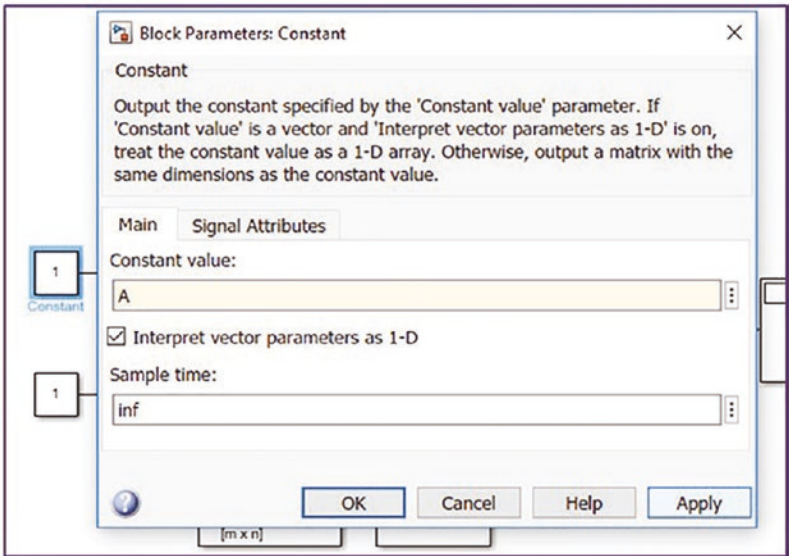 Block Parameters: Constant
Constant
Output the constant specified by the 'Constant value' parameter. If
'Constant value' is a vector and 'Interpret vector parameters as 1-D' is on,
treat the constant value as a 1-D array. Otherwise, output a matrix with the
same dimensions as the constant value.
Main Signal Attributes
1
Constant
Constant value:
A
Interpret vector parameters as 1-D
1
Sample time:
inf
OK Cancel Help Apply
[m x n]